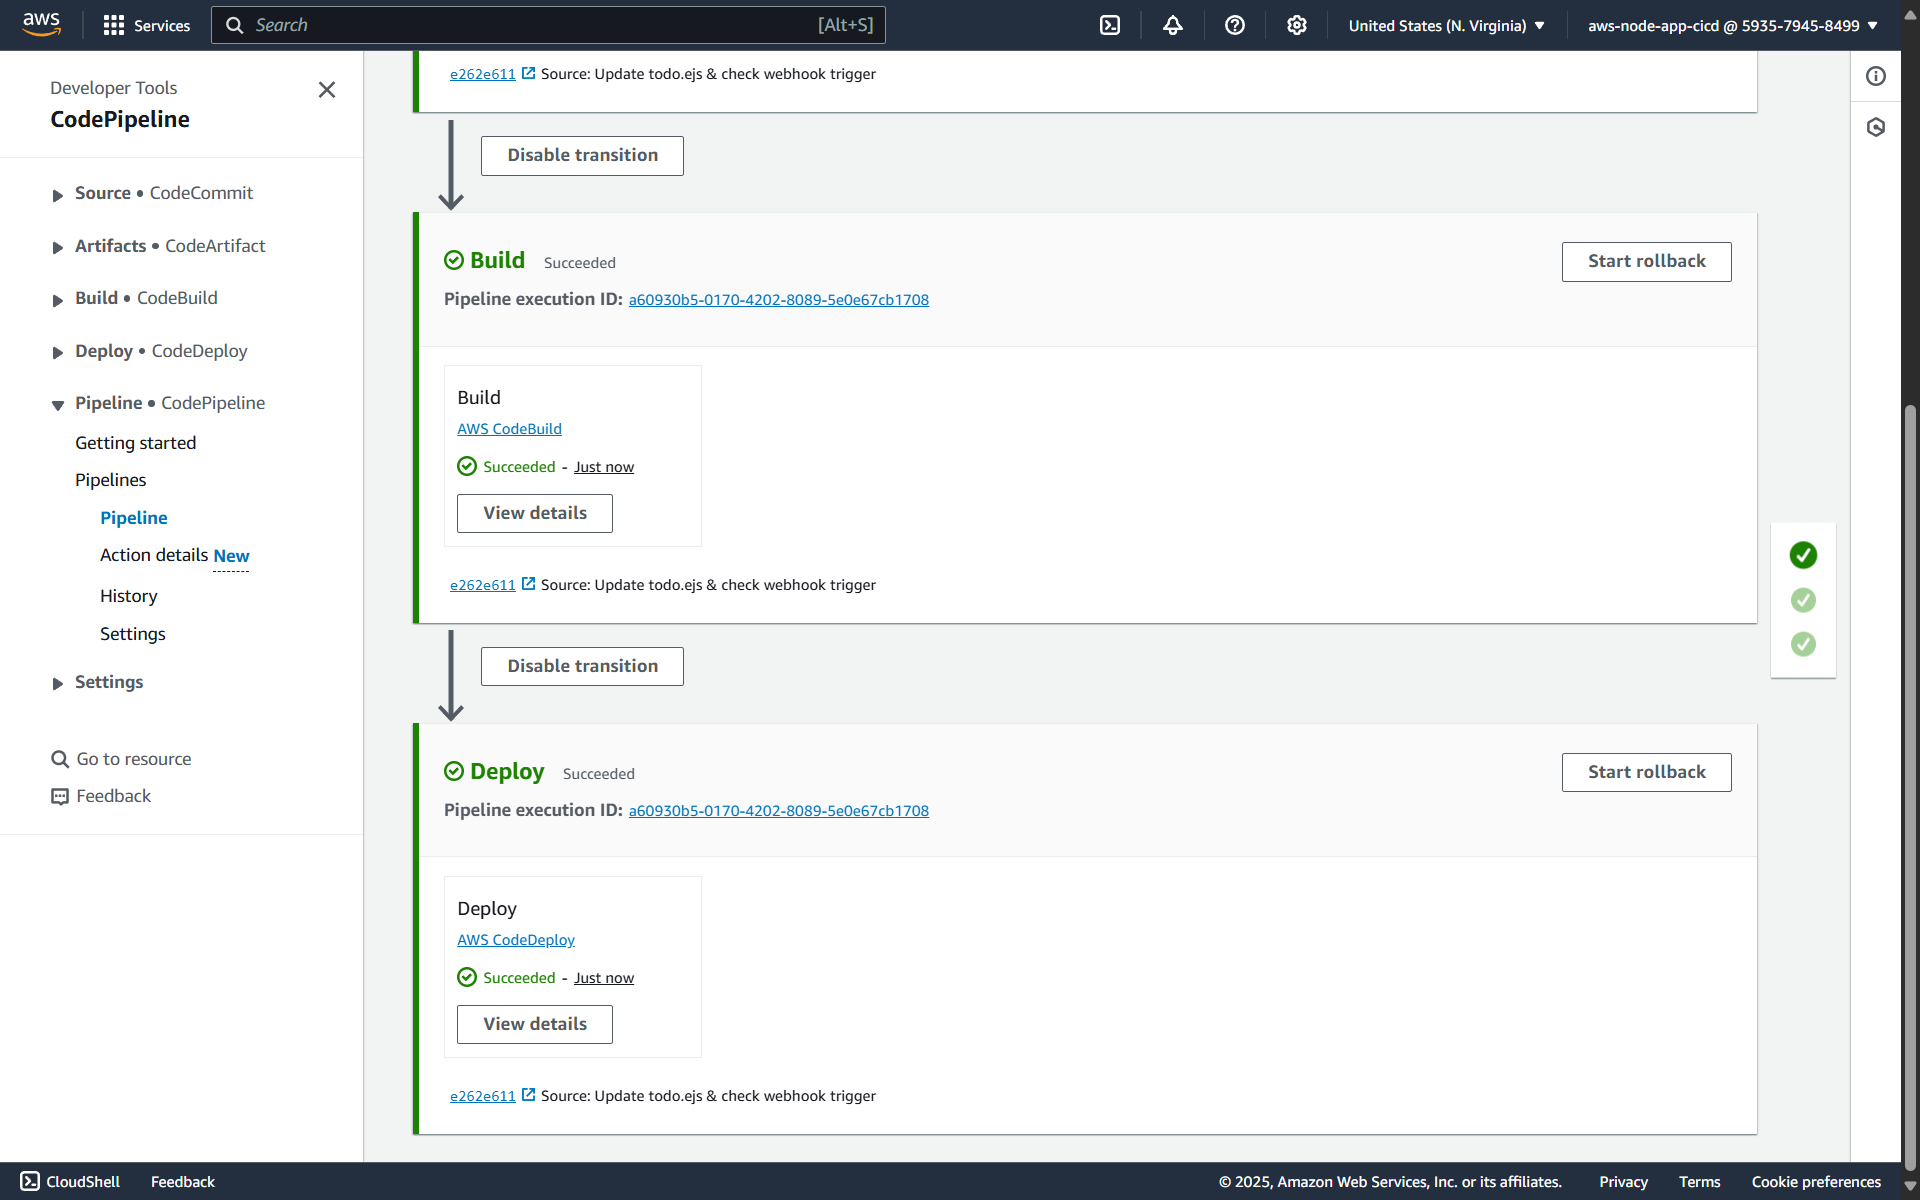 aws
Services
Search
[Alt+S]
United States (N. Virginia)
aws-node-app-cicd @ 5935-7945-8499
Developer Tools
CodePipeline
Source • CodeCommit
Artifacts • CodeArtifact
Build • CodeBuild
Deploy • CodeDeploy
Pipeline • CodePipeline
Getting started
Pipelines
Pipeline
Action details New
History
Settings
Settings
Go to resource
Feedback
e262e611 Source: Update todo.ejs & check webhook trigger
Disable transition
Build Succeeded
Start rollback
Pipeline execution ID: a60930b5-0170-4202-8089-5e0e67cb1708
Build
AWS CodeBuild
Succeeded - Just now
View details
e262e611 Source: Update todo.ejs & check webhook trigger
Disable transition
Deploy Succeeded
Start rollback
Pipeline execution ID: a60930b5-0170-4202-8089-5e0e67cb1708
Deploy
AWS CodeDeploy
Succeeded - Just now
View details
e262e611 Source: Update todo.ejs & check webhook trigger
CloudShell
Feedback
© 2025, Amazon Web Services, Inc. or its affiliates.
Privacy
Terms
Cookie preferences